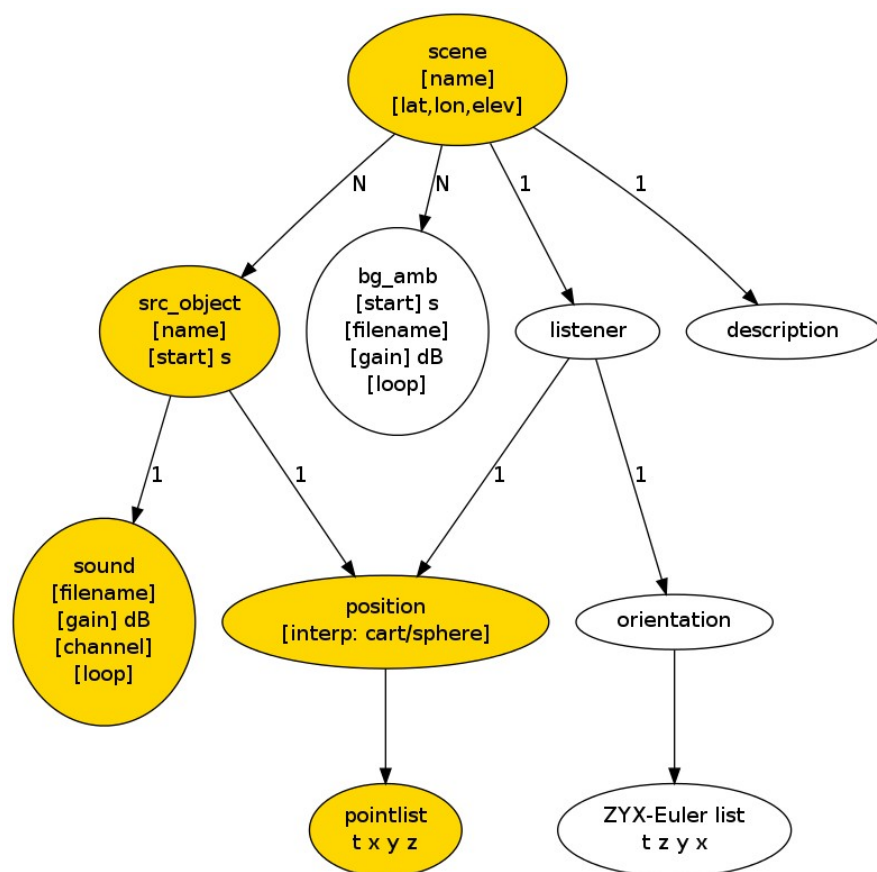 scene
[name]
[lat,lon,elev]
N
N
1
1
src_object
[name]
[start] s
bg_amb
[start] s
[filename]
[gain] dB
[loop]
listener
description
1
1
1
1
sound
[filename]
[gain] dB
[channel]
[loop]
position
[interp: cart/sphere]
orientation
pointlist
t x y z
ZYX-Euler list
t z y x